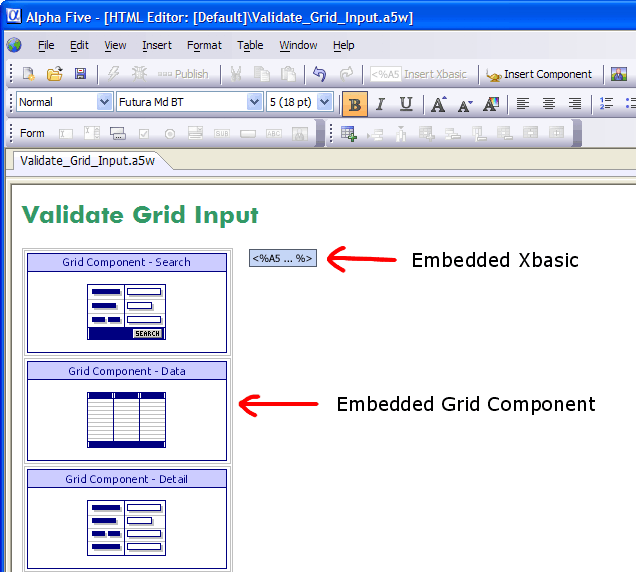 Alpha Five - [HTML Editor: [Default]\Validate_Grid_Input.a5w]
File Edit View Insert Format Table Window Help
Publish <%A5 Insert Xbasic Insert Component
Normal Futura Md BT 5 (18 pt) B I U A A A
Form SUB ABC
Validate_Grid_Input.a5w
Validate Grid Input
Grid Component - Search
<%A5 ... %>
Embedded Xbasic
SEARCH
Grid Component - Data
Embedded Grid Component
Grid Component - Detail